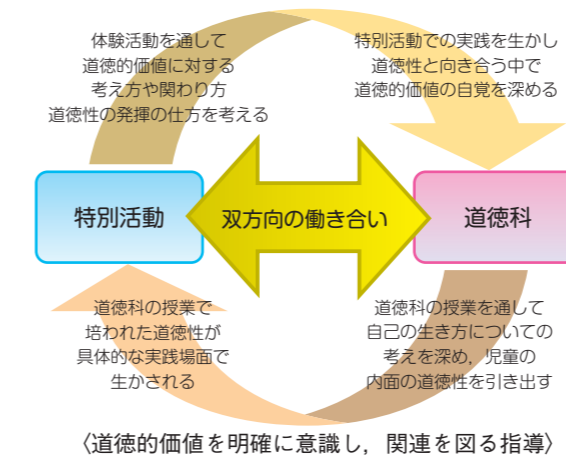 体験活動を通して
道徳的価値に対する
考え方や関わり方
道徳性の発揮の仕方を考える
特別活動での実践を生かし
道徳性と向き合う中で
道徳的価値の自覚を深める
特別活動
双方向の働き合い
道徳科
道徳科の授業で
培われた道徳性が
具体的な実践場面で
生かされる
道徳科の授業を通して
自己の生き方についての
考えを深め，児童の
内面の道徳性を引き出す
〈道徳的価値を明確に意識し，関連を図る指導〉